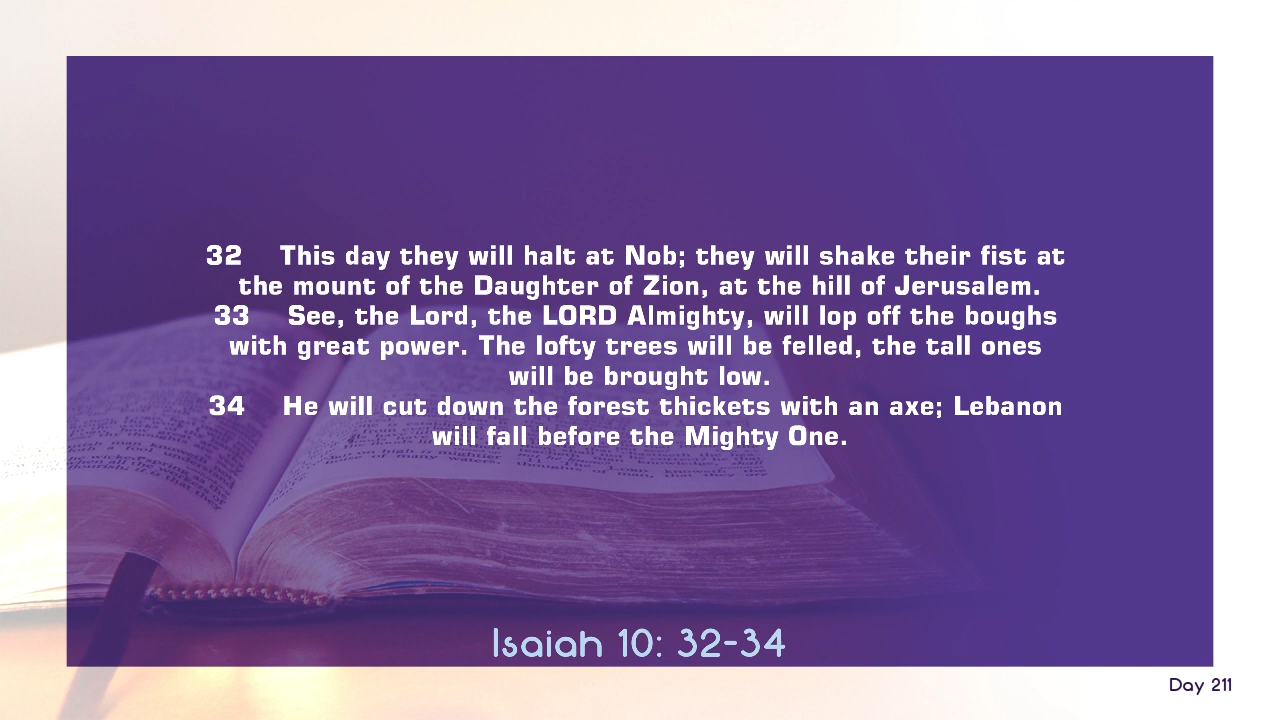 32 This day they will halt at Nob; they will shake their fist at
the mount of the Daughter of Zion, at the hill of Jerusalem.
33 See, the Lord, the LORD Almighty, will lop off the boughs
with great power. The lofty trees will be felled, the tall ones
will be brought low.
34 He will cut down the forest thickets with an axe; Lebanon
will fall before the Mighty One.
Isaiah 10: 32-34
Day 211